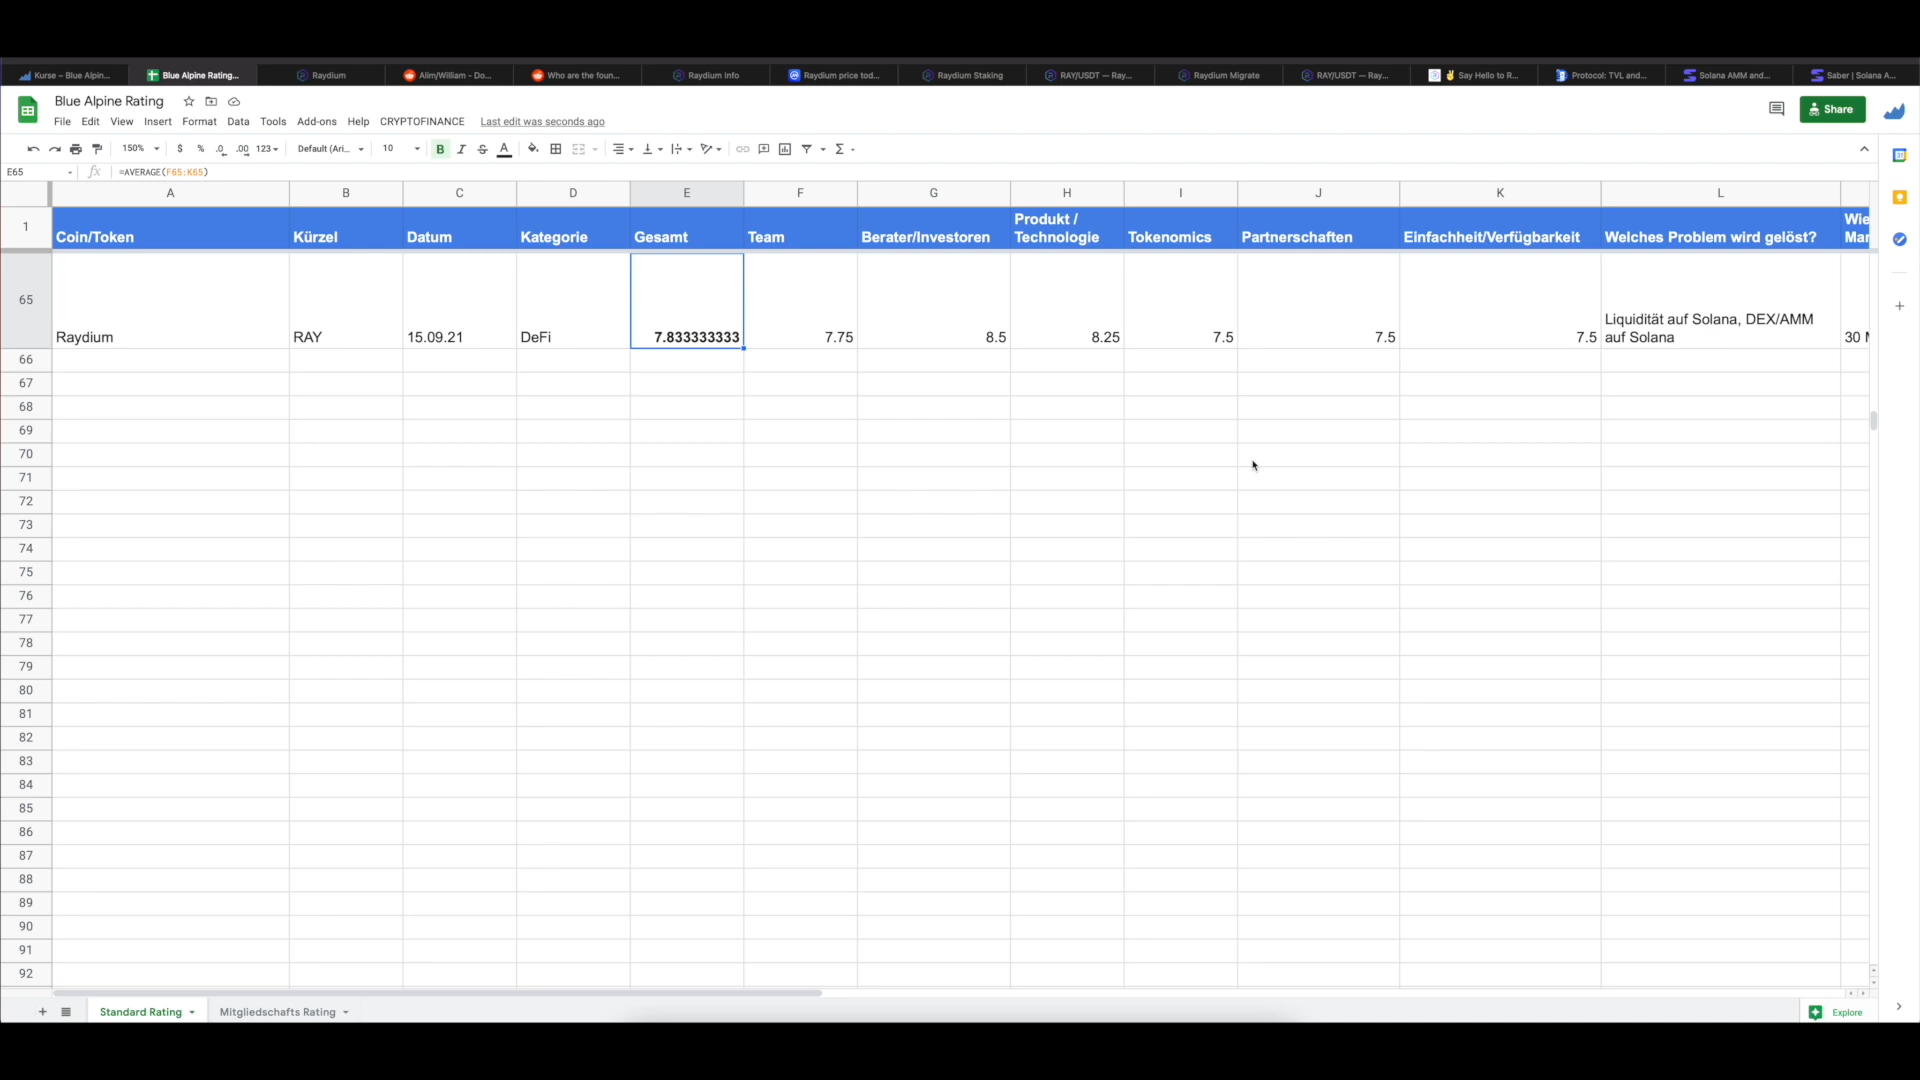 Kurse – Blue Alpin...
Blue Alpine Rating...
Raydium
Alim/William - Do...
Who are the foun...
Raydium Info
Raydium price tod...
Raydium Staking
RAY/USDT — Ray...
Raydium Migrate
RAY/USDT — Ray...
Say Hello to R...
Protocol: TVL and...
Solana AMM and...
Saber | Solana A...
Blue Alpine Rating
Share
File Edit View Insert Format Data Tools Add-ons Help CRYPTOFINANCE Last edit was seconds ago
150% $ % .0 .00 123 Default (Ari... 10 B I S A Σ
E65 fx =AVERAGE(F65:K65)
A B C D E F G H I J K L
1 Coin/Token Kürzel Datum Kategorie Gesamt Team Berater/Investoren Produkt / Technologie Tokenomics Partnerschaften Einfachheit/Verfügbarkeit Welches Problem wird gelöst? Wie Mar
65 Raydium RAY 15.09.21 DeFi 7.833333333 7.75 8.5 8.25 7.5 7.5 7.5 Liquidität auf Solana, DEX/AMM auf Solana 30
66
67
68
69
70
71
72
73
74
75
76
77
78
79
80
81
82
83
84
85
86
87
88
89
90
91
92
+ Standard Rating Mitgliedschafts Rating Explore